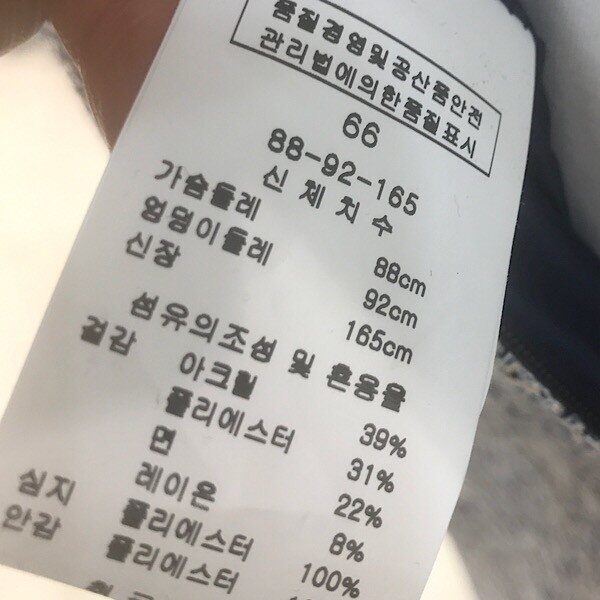 품질경영및공산품안전
관리법에의한품질표시
66
88-92-165
신체치수
가슴둘레 88cm
엉덩이둘레 92cm
신장 165cm
섬유의조성 및 혼용율
겉감 아크릴 39%
폴리에스터 31%
면 22%
레이온 8%
심지 폴리에스터 100%
안감 폴리에스터